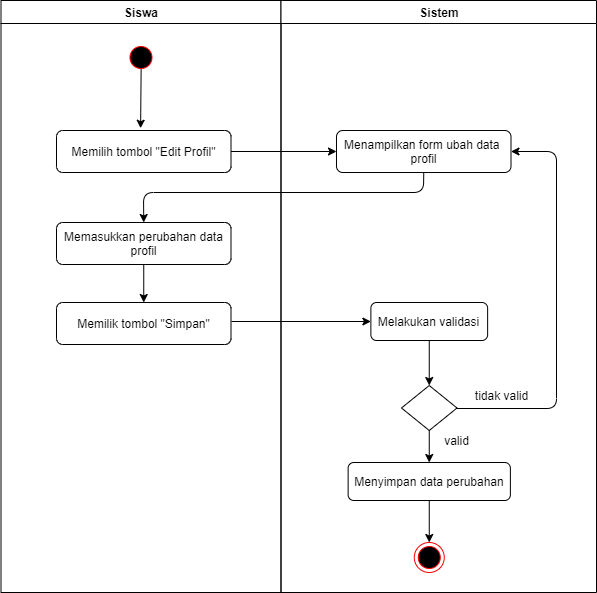 Siswa
Sistem
Memilih tombol "Edit Profil"
Menampilkan form ubah data
profil
Memasukkan perubahan data
profil
Memilik tombol "Simpan"
Melakukan validasi
tidak valid
valid
Menyimpan data perubahan